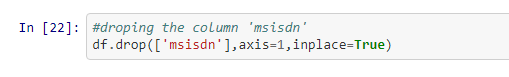 In [22]: #droping the column 'msisdn'
df.drop(['msisdn'],axis=1,inplace=True)